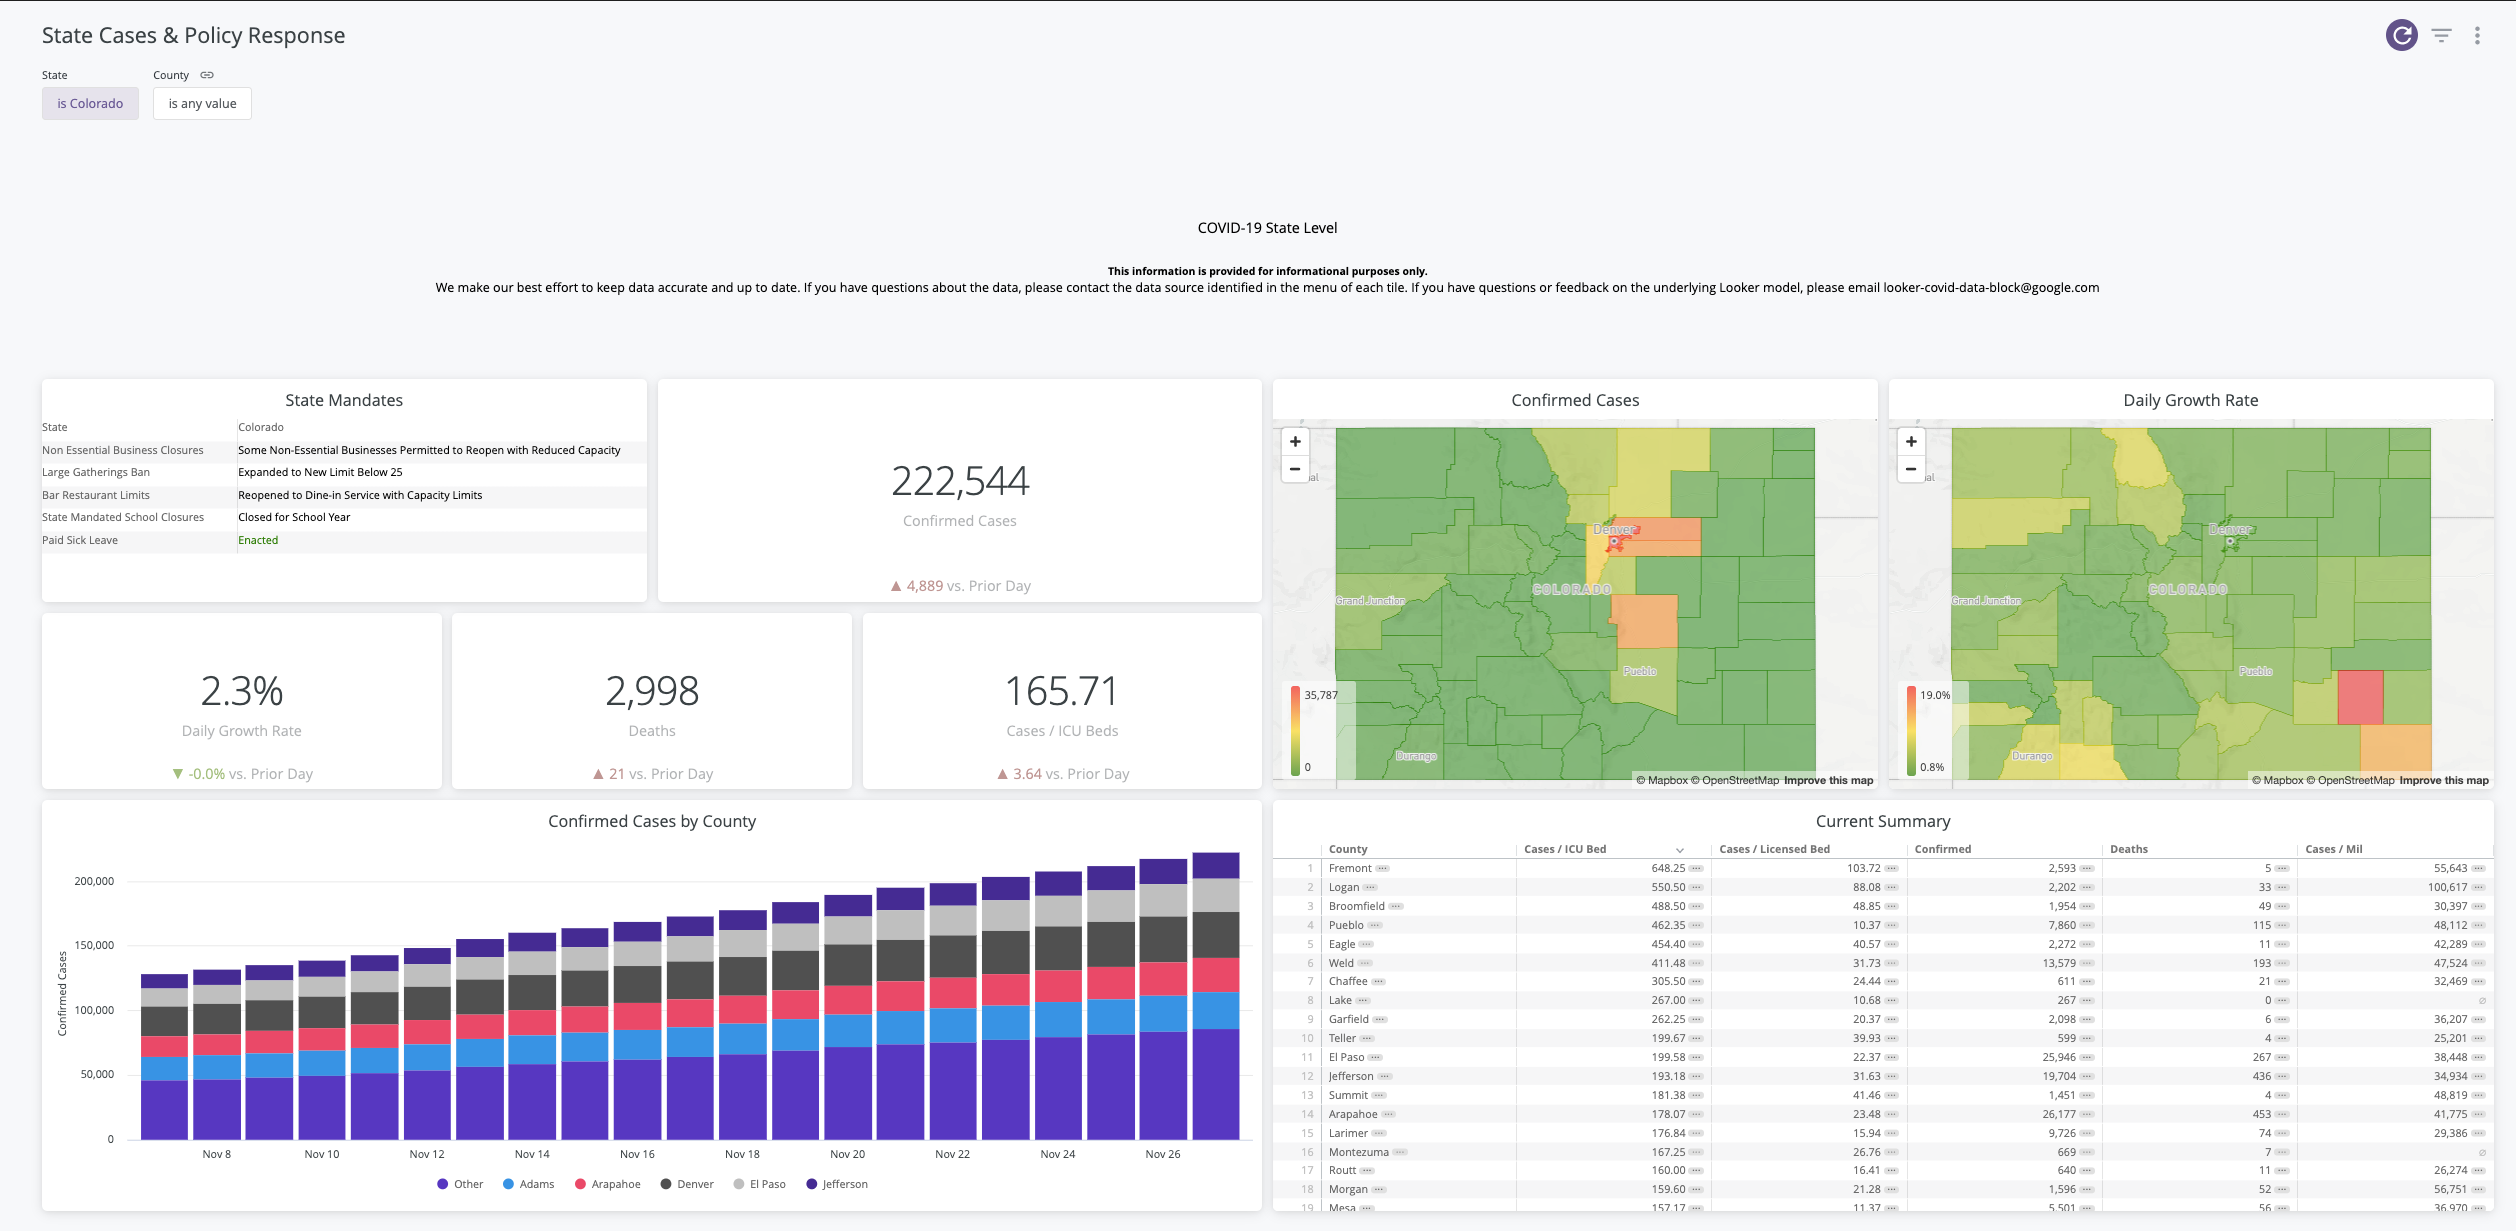 State Cases & Policy Response
State County
is Colorado is any value
COVID-19 State Level
This information is provided for informational purposes only.
We make our best effort to keep data accurate and up to date. If you have questions about the data, please contact the data source identified in the menu of each tile. If you have questions or feedback on the underlying Looker model, please email looker-covid-data-block@google.com
State Mandates
State Colorado
Non Essential Business Closures Some Non-Essential Businesses Permitted to Reopen with Reduced Capacity
Large Gatherings Ban Expanded to New Limit Below 25
Bar Restaurant Limits Reopened to Dine-in Service with Capacity Limits
State Mandated School Closures Closed for School Year
Paid Sick Leave Enacted
222,544
Confirmed Cases
▲ 4,889 vs. Prior Day
2.3%
Daily Growth Rate
▼ -0.0% vs. Prior Day
2,998
Deaths
▲ 21 vs. Prior Day
165.71
Cases / ICU Beds
▲ 3.64 vs. Prior Day
Confirmed Cases
+
−
Denver
COLORADO
Grand Junction
Pueblo
Durango
35,787
0
© Mapbox © OpenStreetMap Improve this map
Daily Growth Rate
+
−
Denver
COLORADO
Grand Junction
Pueblo
Durango
19.0%
0.8%
© Mapbox © OpenStreetMap Improve this map
Confirmed Cases by County
Confirmed Cases
200,000
150,000
100,000
50,000
0
Nov 8 Nov 10 Nov 12 Nov 14 Nov 16 Nov 18 Nov 20 Nov 22 Nov 24 Nov 26
Other Adams Arapahoe Denver El Paso Jefferson
Current Summary
County Cases / ICU Bed Cases / Licensed Bed Confirmed Deaths Cases / Mil
1 Fremont 648.25 103.72 2,593 5 55,643
2 Logan 550.50 88.08 2,202 33 100,617
3 Broomfield 488.50 48.85 1,954 49 30,397
4 Pueblo 462.35 10.37 7,860 115 48,112
5 Eagle 454.40 40.57 2,272 11 42,289
6 Weld 411.48 31.73 13,579 193 47,524
7 Chaffee 305.50 24.44 611 21 32,469
8 Lake 267.00 10.68 267 0 ∅
9 Garfield 262.25 20.37 2,098 6 36,207
10 Teller 199.67 39.93 599 4 25,201
11 El Paso 199.58 22.37 25,946 267 38,448
12 Jefferson 193.18 31.63 19,704 436 34,934
13 Summit 181.38 41.46 1,451 4 48,819
14 Arapahoe 178.07 23.48 26,177 453 41,775
15 Larimer 176.84 15.94 9,726 74 29,386
16 Montezuma 167.25 26.76 669 7 ∅
17 Routt 160.00 16.41 640 11 26,274
18 Morgan 159.60 21.28 1,596 52 56,751
19 Mesa 157.17 11.37 5,501 56 36,970